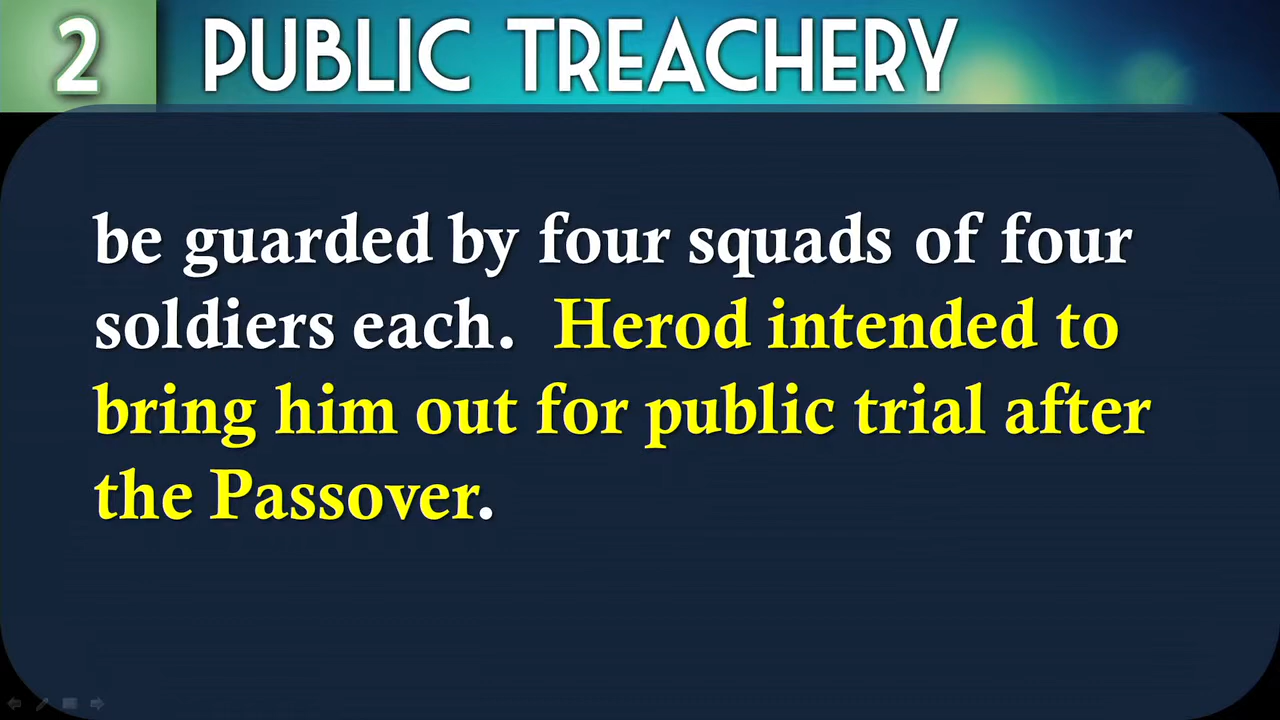 2 PUBLIC TREACHERY
be guarded by four squads of four
soldiers each. Herod intended to
bring him out for public trial after
the Passover.